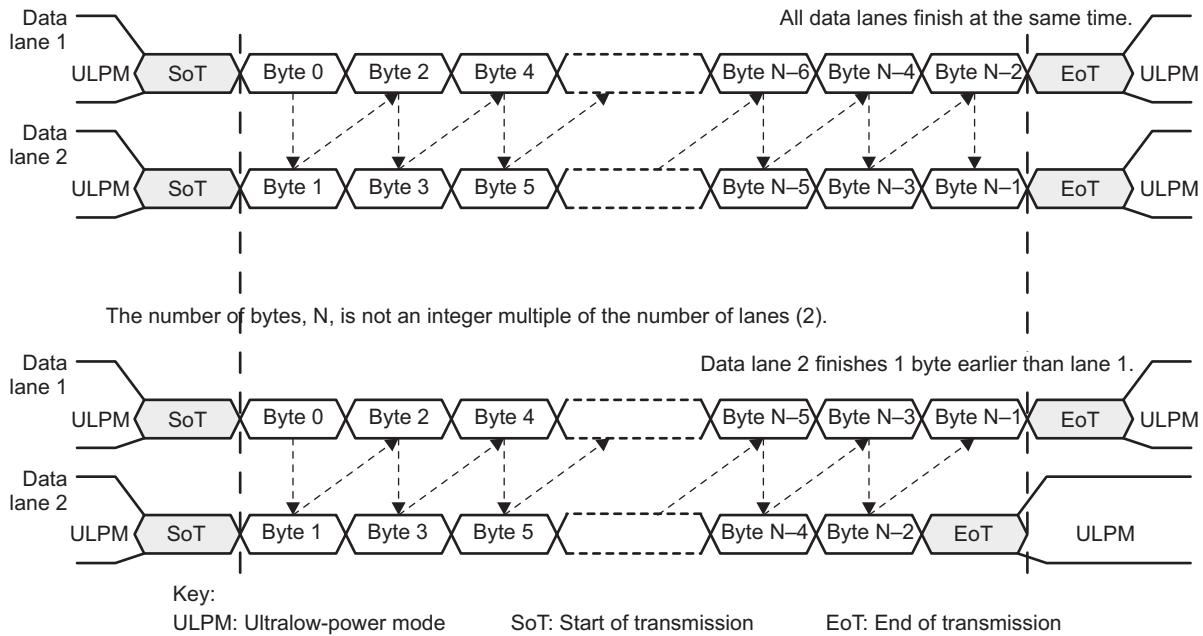 Data
lane 1
All data lanes finish at the same time.
ULPM SoT Byte 0 Byte 2 Byte 4 Byte N–6 Byte N–4 Byte N–2 EoT ULPM
Data
lane 2
ULPM SoT Byte 1 Byte 3 Byte 5 Byte N–5 Byte N–3 Byte N–1 EoT ULPM
The number of bytes, N, is not an integer multiple of the number of lanes (2).
Data
lane 1
Data lane 2 finishes 1 byte earlier than lane 1.
ULPM SoT Byte 0 Byte 2 Byte 4 Byte N–5 Byte N–3 Byte N–1 EoT ULPM
Data
lane 2
ULPM SoT Byte 1 Byte 3 Byte 5 Byte N–4 Byte N–2 EoT ULPM
Key:
ULPM: Ultralow-power mode SoT: Start of transmission EoT: End of transmission